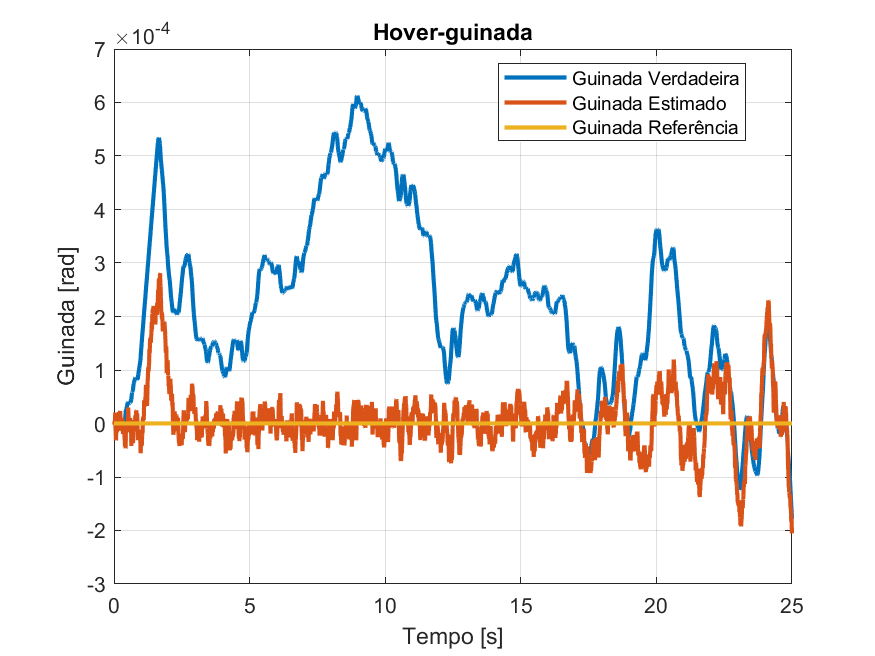 Hover-guinada
×10-4
7
6
5
4
3
2
1
0
-1
-2
-3
Guinada [rad]
Guinada Verdadeira
Guinada Estimado
Guinada Referência
0 5 10 15 20 25
Tempo [s]